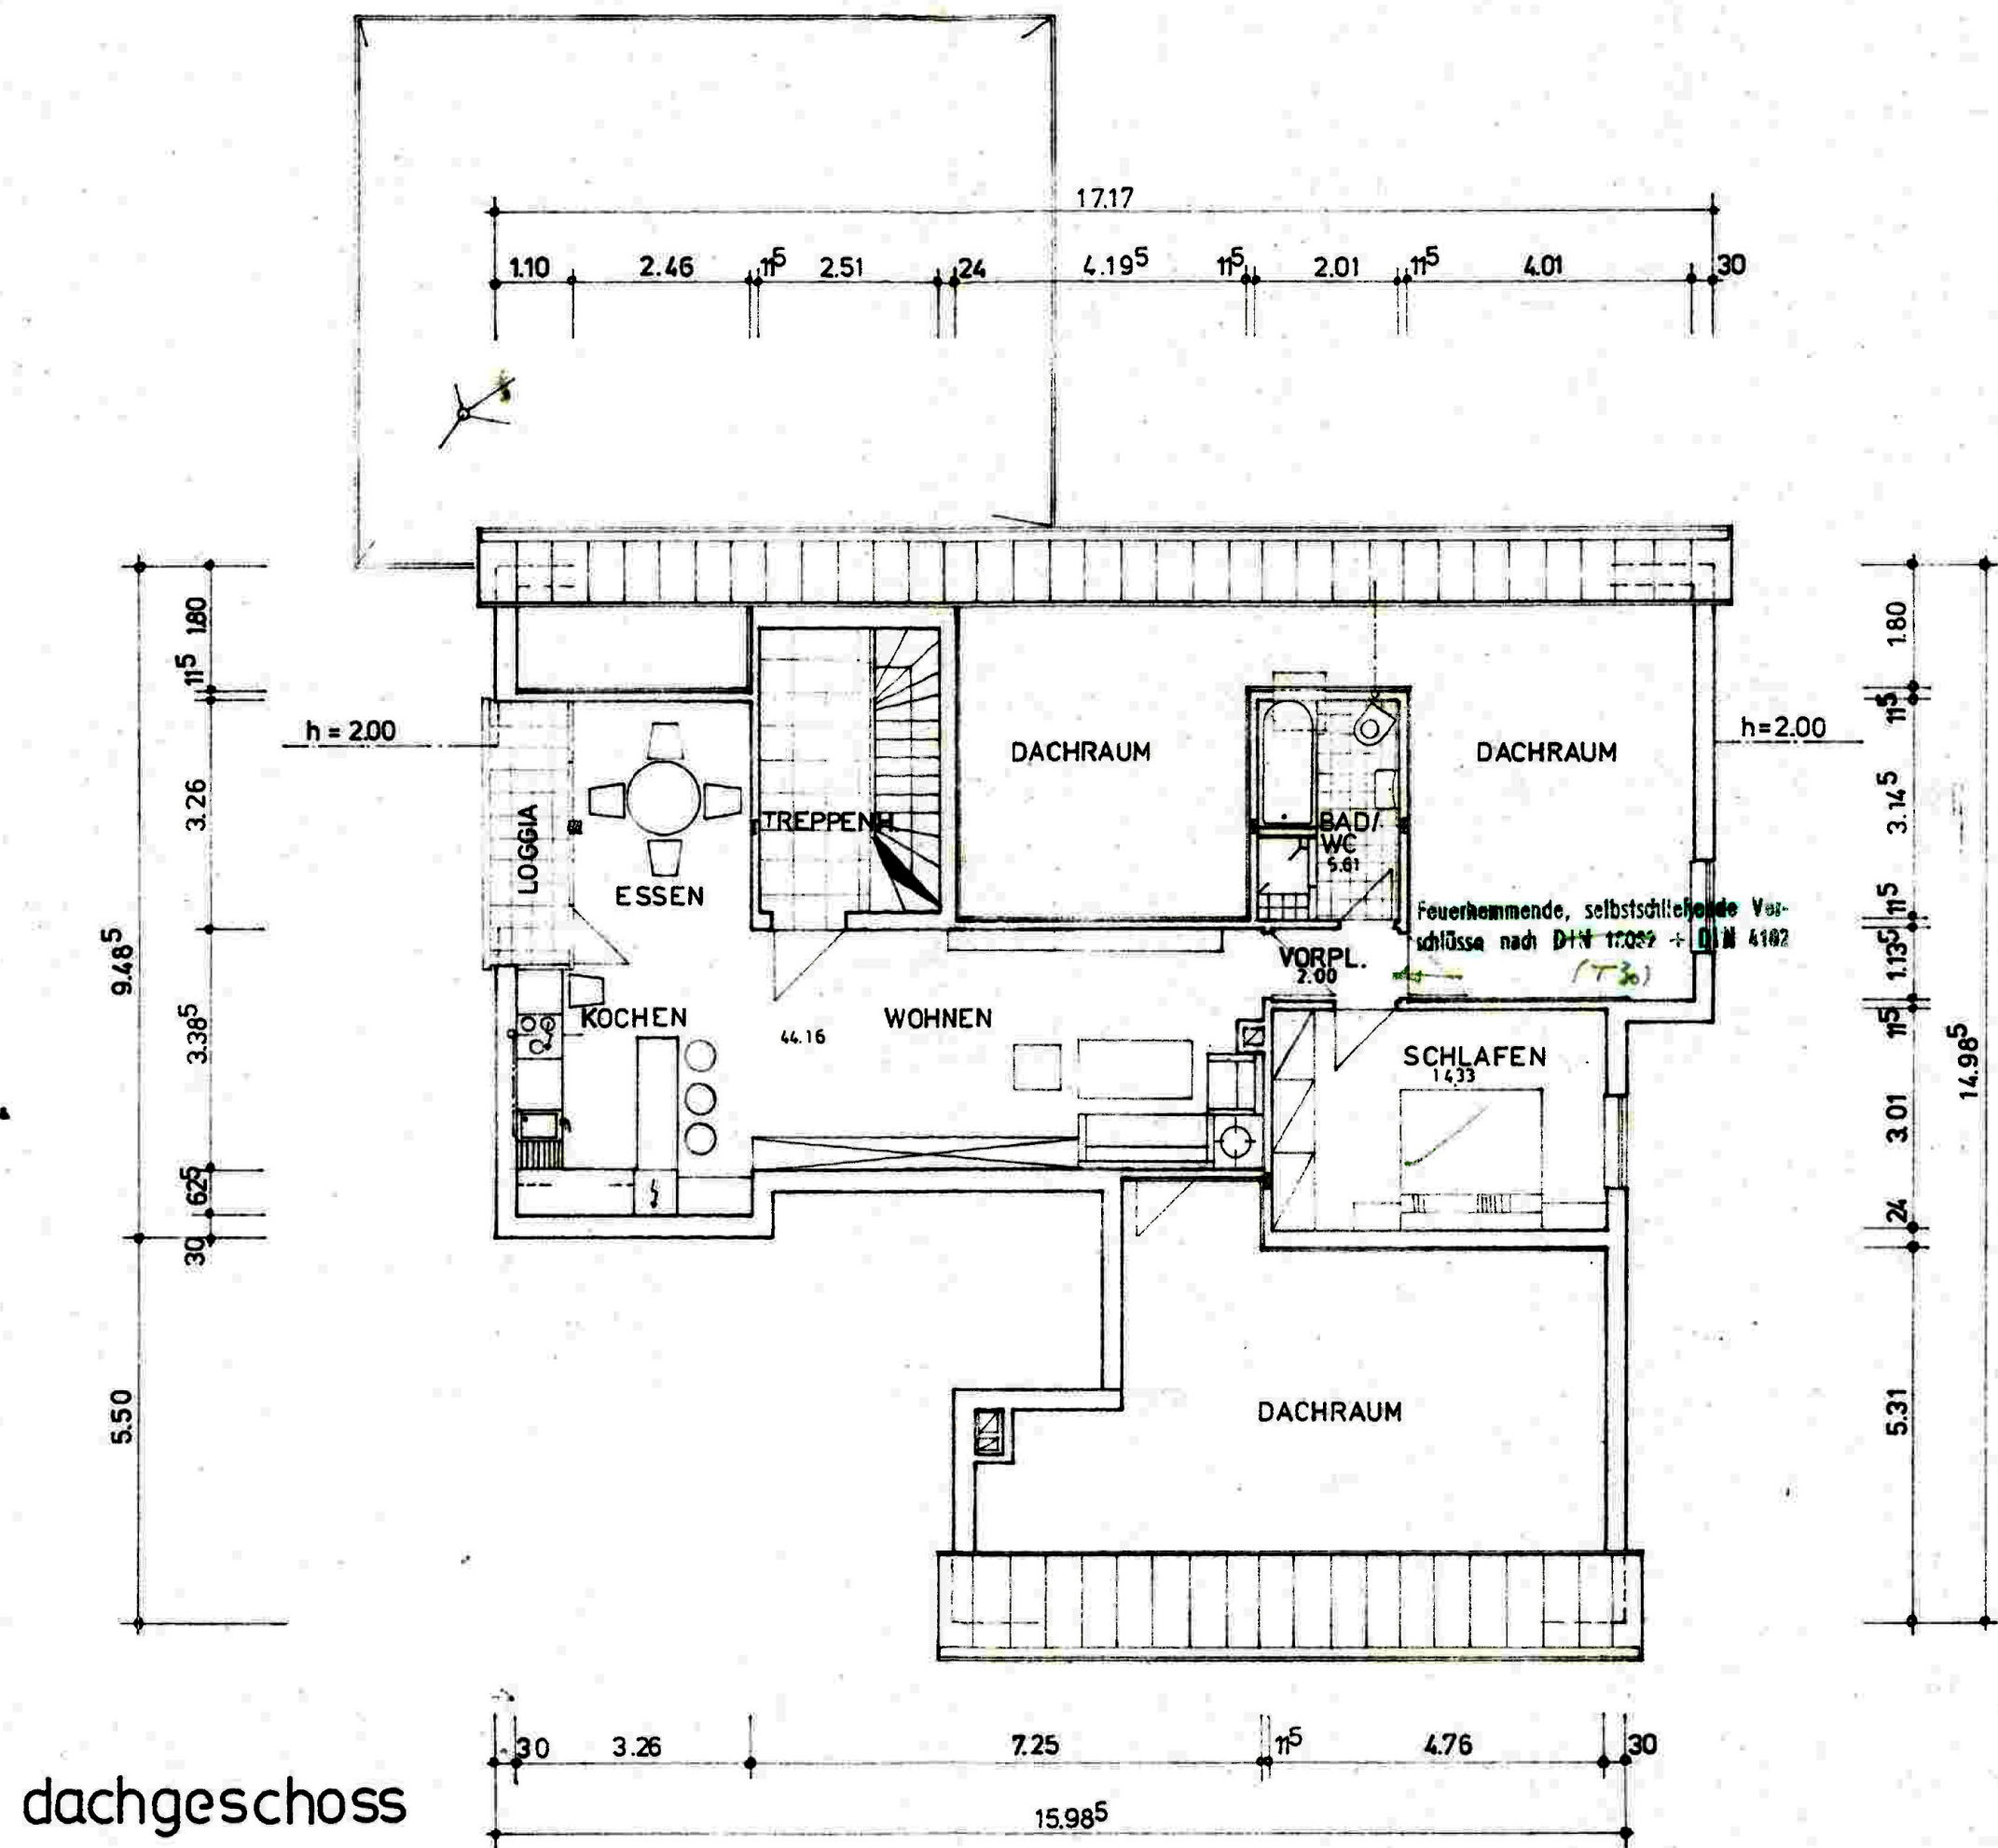 17.17
1.10 2.46 11⁵ 2.51 24 4.19⁵ 11⁵ 2.01 11⁵ 4.01 30
1.80
11⁵
3.26
3.38⁵
62⁵
30
9.48⁵
5.50
h = 2.00
h=2.00
1.80
11⁵
3.14⁵
11⁵
1.13⁵
11⁵
3.01
24
5.31
14.98⁵
LOGGIA
ESSEN
TREPPENH.
DACHRAUM
BAD/
WC
5.61
DACHRAUM
Feuerhemmende, selbstschließende Ver-
schlüsse nach DIN + DIN 4102
(T30)
VORPL.
2.00
KOCHEN
44.16
WOHNEN
SCHLAFEN
14.33
DACHRAUM
30 3.26 7.25 11⁵ 4.76 30
15.98⁵
dachgeschoss